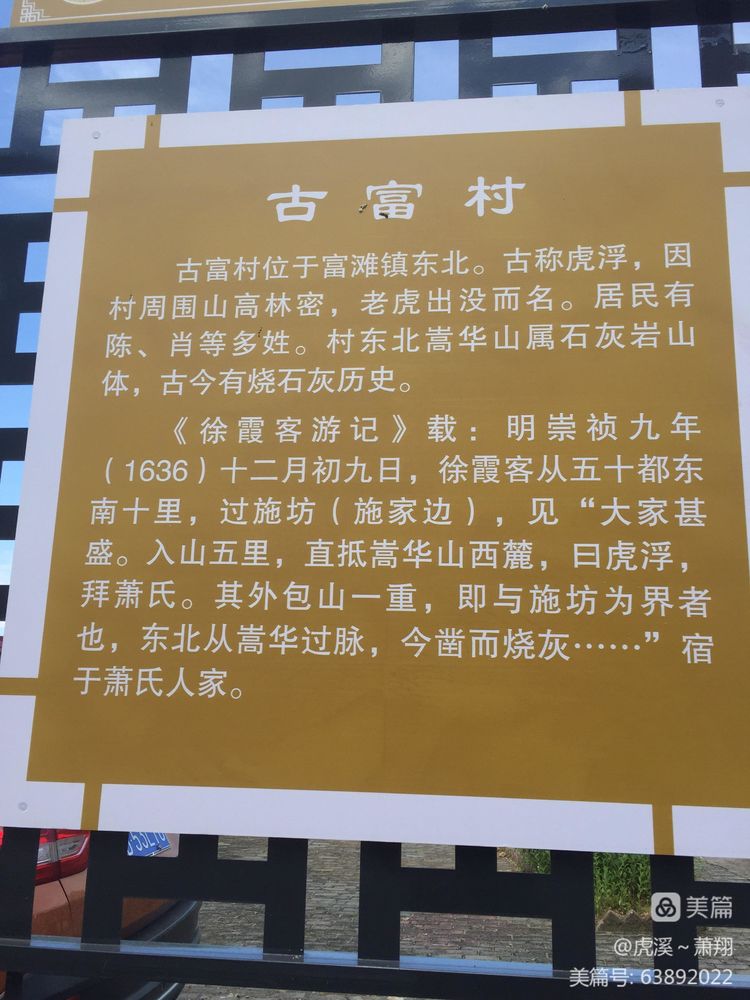 古富村
古富村位于富滩镇东北。古称虎浮，因
村周围山高林密，老虎出没而名。居民有
陈、肖等多姓。村东北嵩华山属石灰岩山
体，古今有烧石灰历史。
《徐霞客游记》载：明崇祯九年
（1636）十二月初九日，徐霞客从五十都东
南十里，过施坊（施家边），见“大家甚
盛。入山五里，直抵嵩华山西麓，曰虎浮，
拜萧氏。其外包山一重，即与施坊为界者
也，东北从嵩华过脉，今凿而烧灰……”宿
于萧氏人家。
美篇
@虎溪～萧翔
美篇号: 63892022